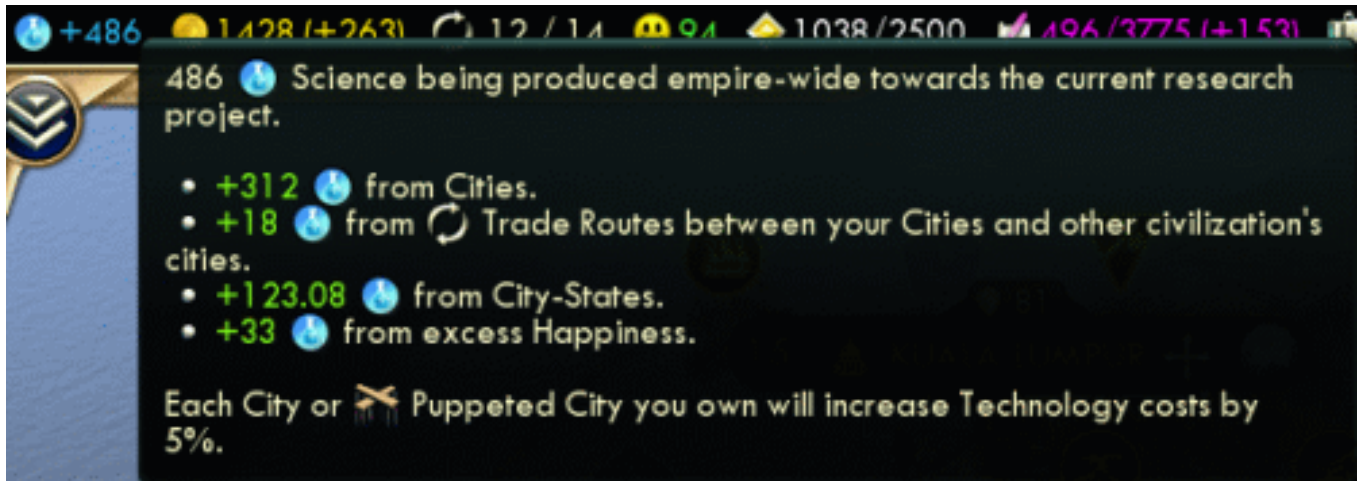 +486 1428 (+263) 12 / 14 94 1038/2500 496/3775 (+153)
486 Science being produced empire-wide towards the current research
project.
• +312 from Cities.
• +18 from Trade Routes between your Cities and other civilization's
cities.
• +123.08 from City-States.
• +33 from excess Happiness.
Each City or Puppeted City you own will increase Technology costs by
5%.